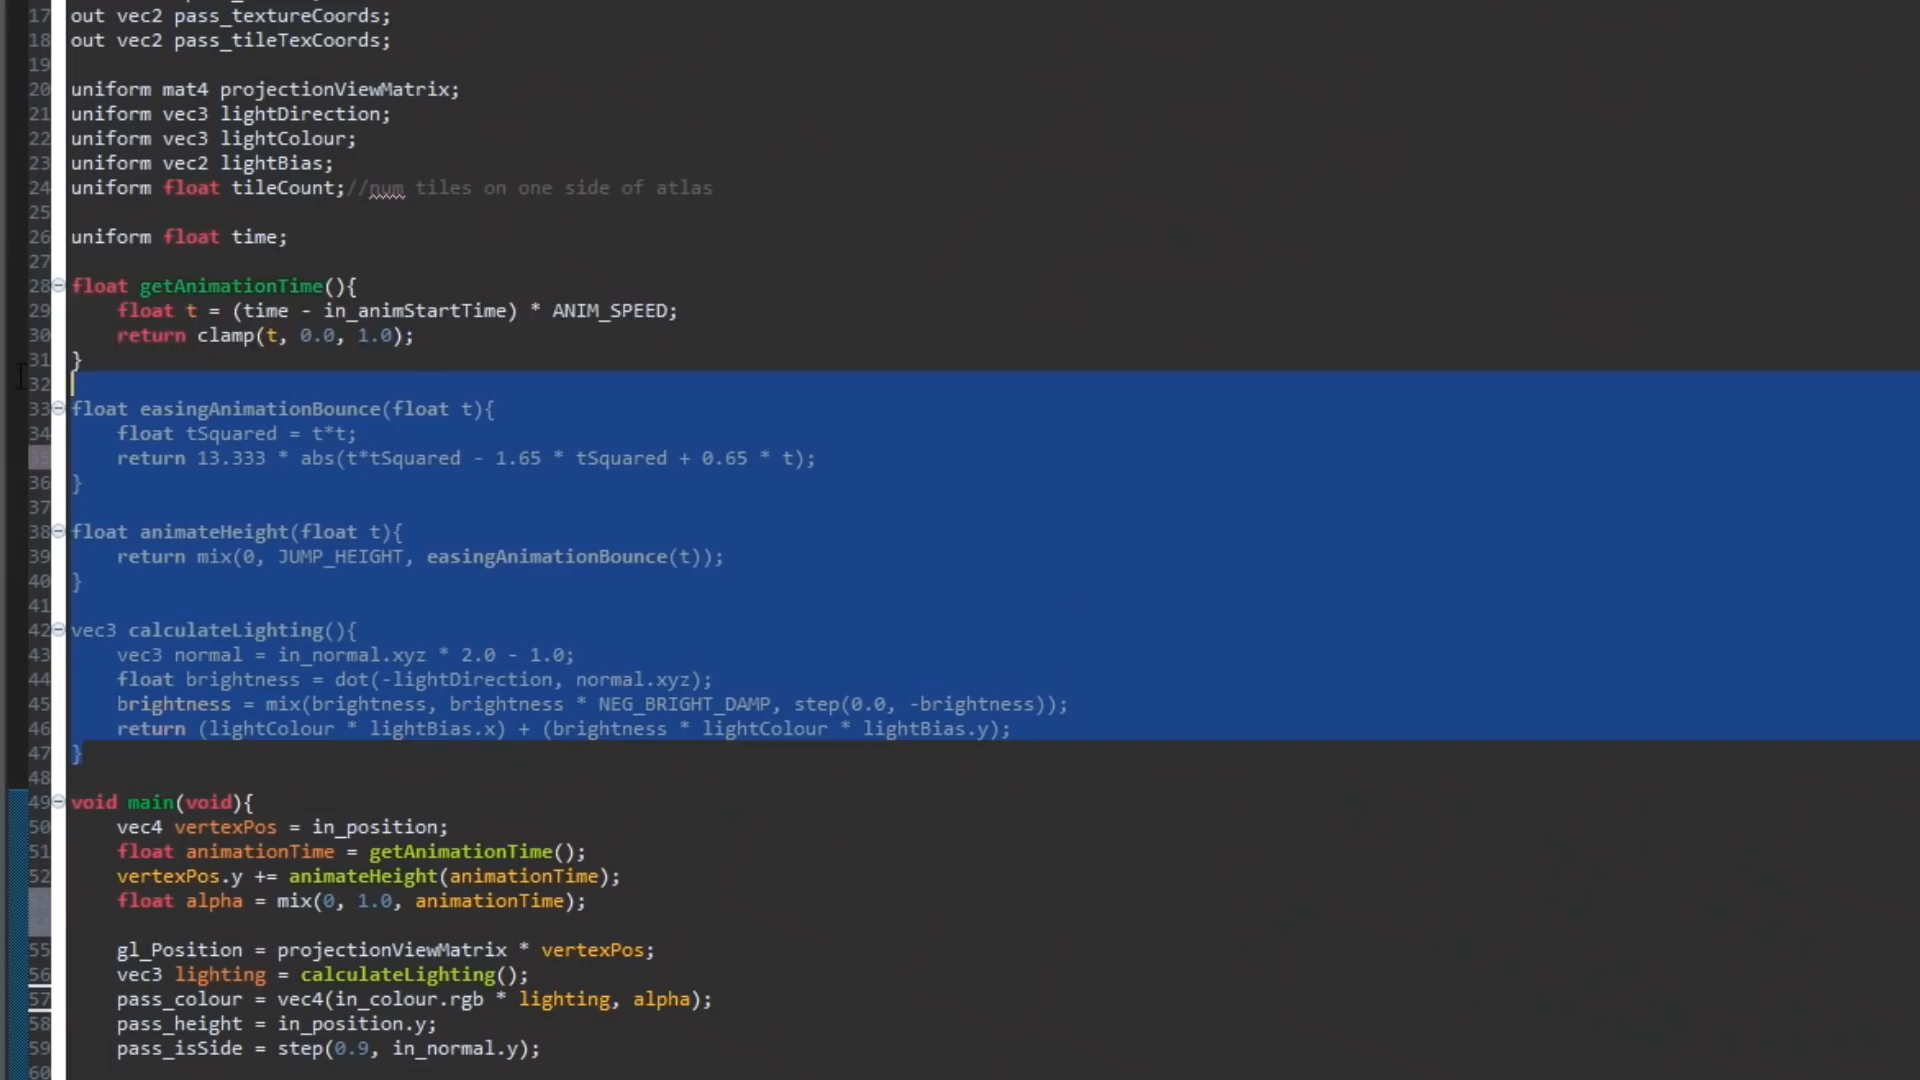 17 out vec2 pass_textureCoords;
18 out vec2 pass_tileTexCoords;
19
20 uniform mat4 projectionViewMatrix;
21 uniform vec3 lightDirection;
22 uniform vec3 lightColour;
23 uniform vec2 lightBias;
24 uniform float tileCount;//num tiles on one side of atlas
25
26 uniform float time;
27
28 float getAnimationTime(){
29     float t = (time - in_animStartTime) * ANIM_SPEED;
30     return clamp(t, 0.0, 1.0);
31 }
32
33 float easingAnimationBounce(float t){
34     float tSquared = t*t;
35     return 13.333 * abs(t*tSquared - 1.65 * tSquared + 0.65 * t);
36 }
37
38 float animateHeight(float t){
39     return mix(0, JUMP_HEIGHT, easingAnimationBounce(t));
40 }
41
42 vec3 calculateLighting(){
43     vec3 normal = in_normal.xyz * 2.0 - 1.0;
44     float brightness = dot(-lightDirection, normal.xyz);
45     brightness = mix(brightness, brightness * NEG_BRIGHT_DAMP, step(0.0, -brightness));
46     return (lightColour * lightBias.x) + (brightness * lightColour * lightBias.y);
47 }
48
49 void main(void){
50     vec4 vertexPos = in_position;
51     float animationTime = getAnimationTime();
52     vertexPos.y += animateHeight(animationTime);
float alpha = mix(0, 1.0, animationTime);
55     gl_Position = projectionViewMatrix * vertexPos;
56     vec3 lighting = calculateLighting();
57     pass_colour = vec4(in_colour.rgb * lighting, alpha);
58     pass_height = in_position.y;
59     pass_isSide = step(0.9, in_normal.y);
60